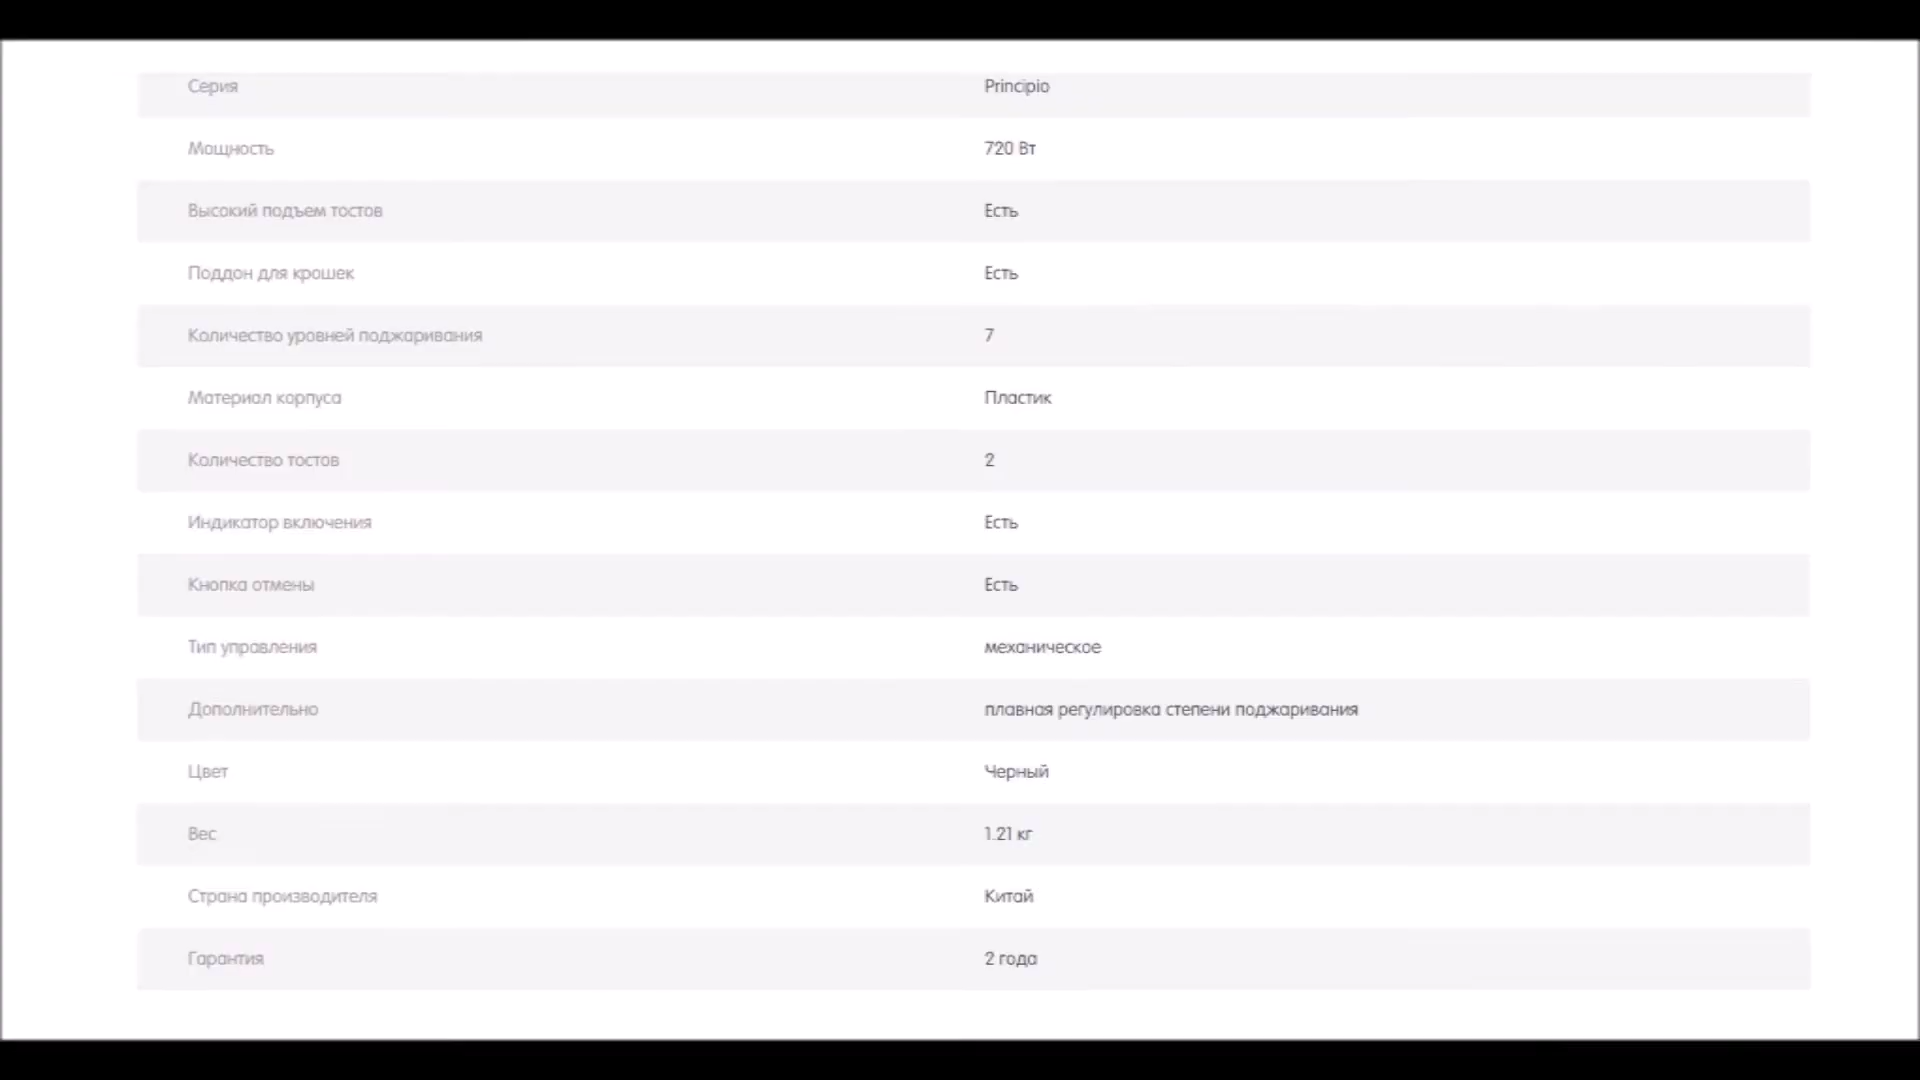 Серия Principio
Мощность 720 Вт
Высокий подъем тостов Есть
Поддон для крошек Есть
Количество уровней поджаривания 7
Материал корпуса Пластик
Количество тостов 2
Индикатор включения Есть
Кнопка отмены Есть
Тип управления механическое
Дополнительно плавная регулировка степени поджаривания
Цвет Черный
Вес 1.21 кг
Страна производителя Китай
Гарантия 2 года